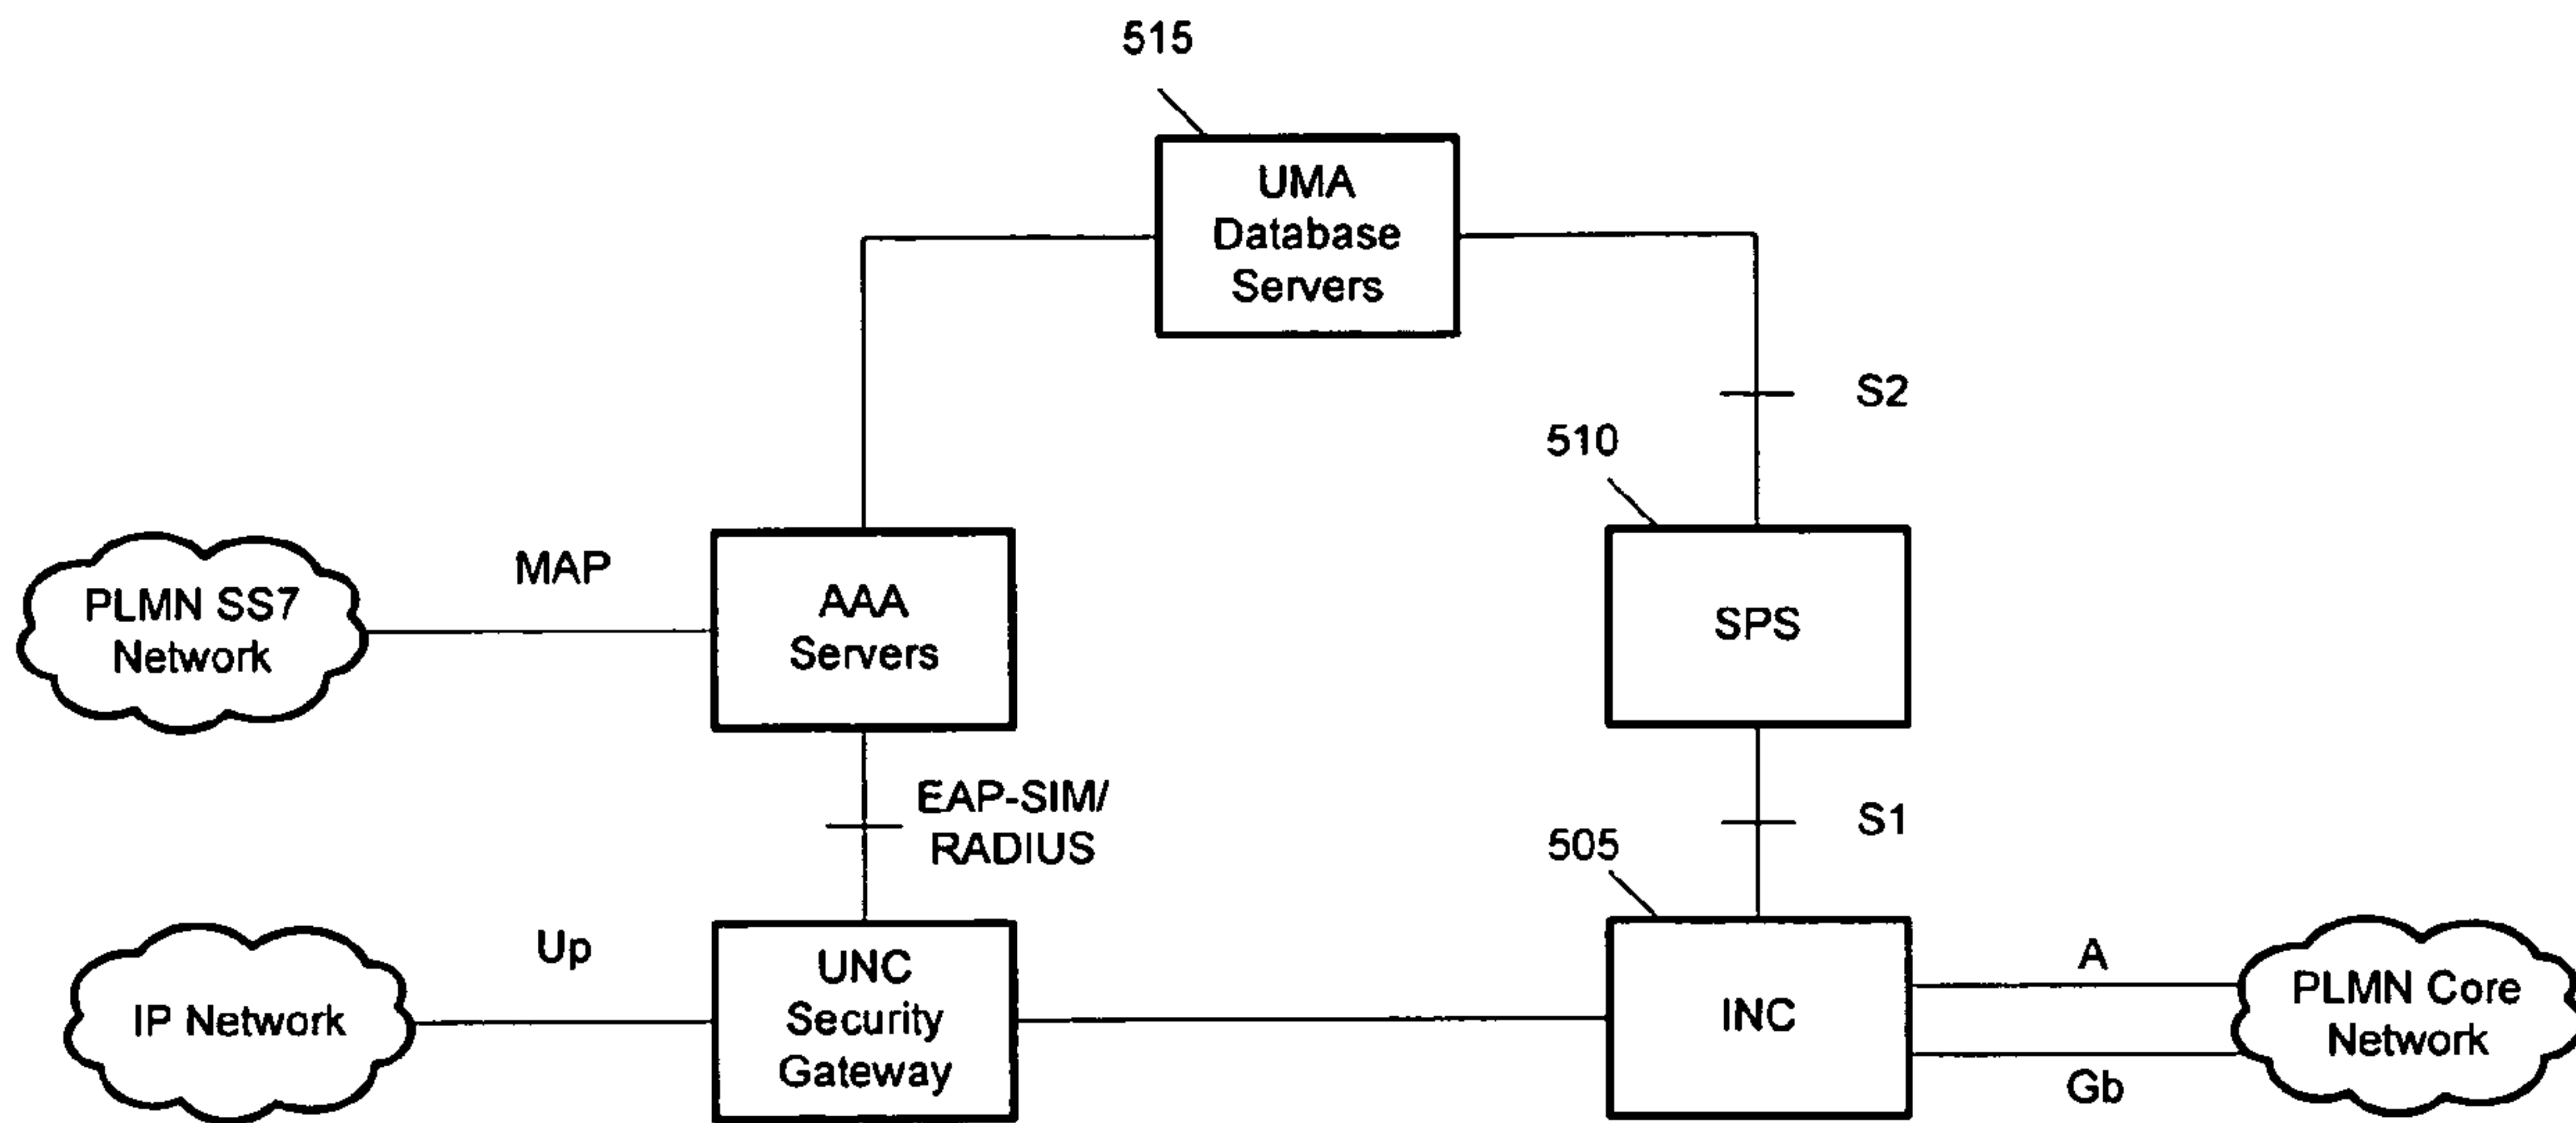 515
UMA
Database
Servers
S2
510
MAP
PLMN SS7
Network
AAA
Servers
SPS
EAP-SIM/
RADIUS
S1
505
Up
IP Network
UNC
Security
Gateway
INC
A
Gb
PLMN Core
Network